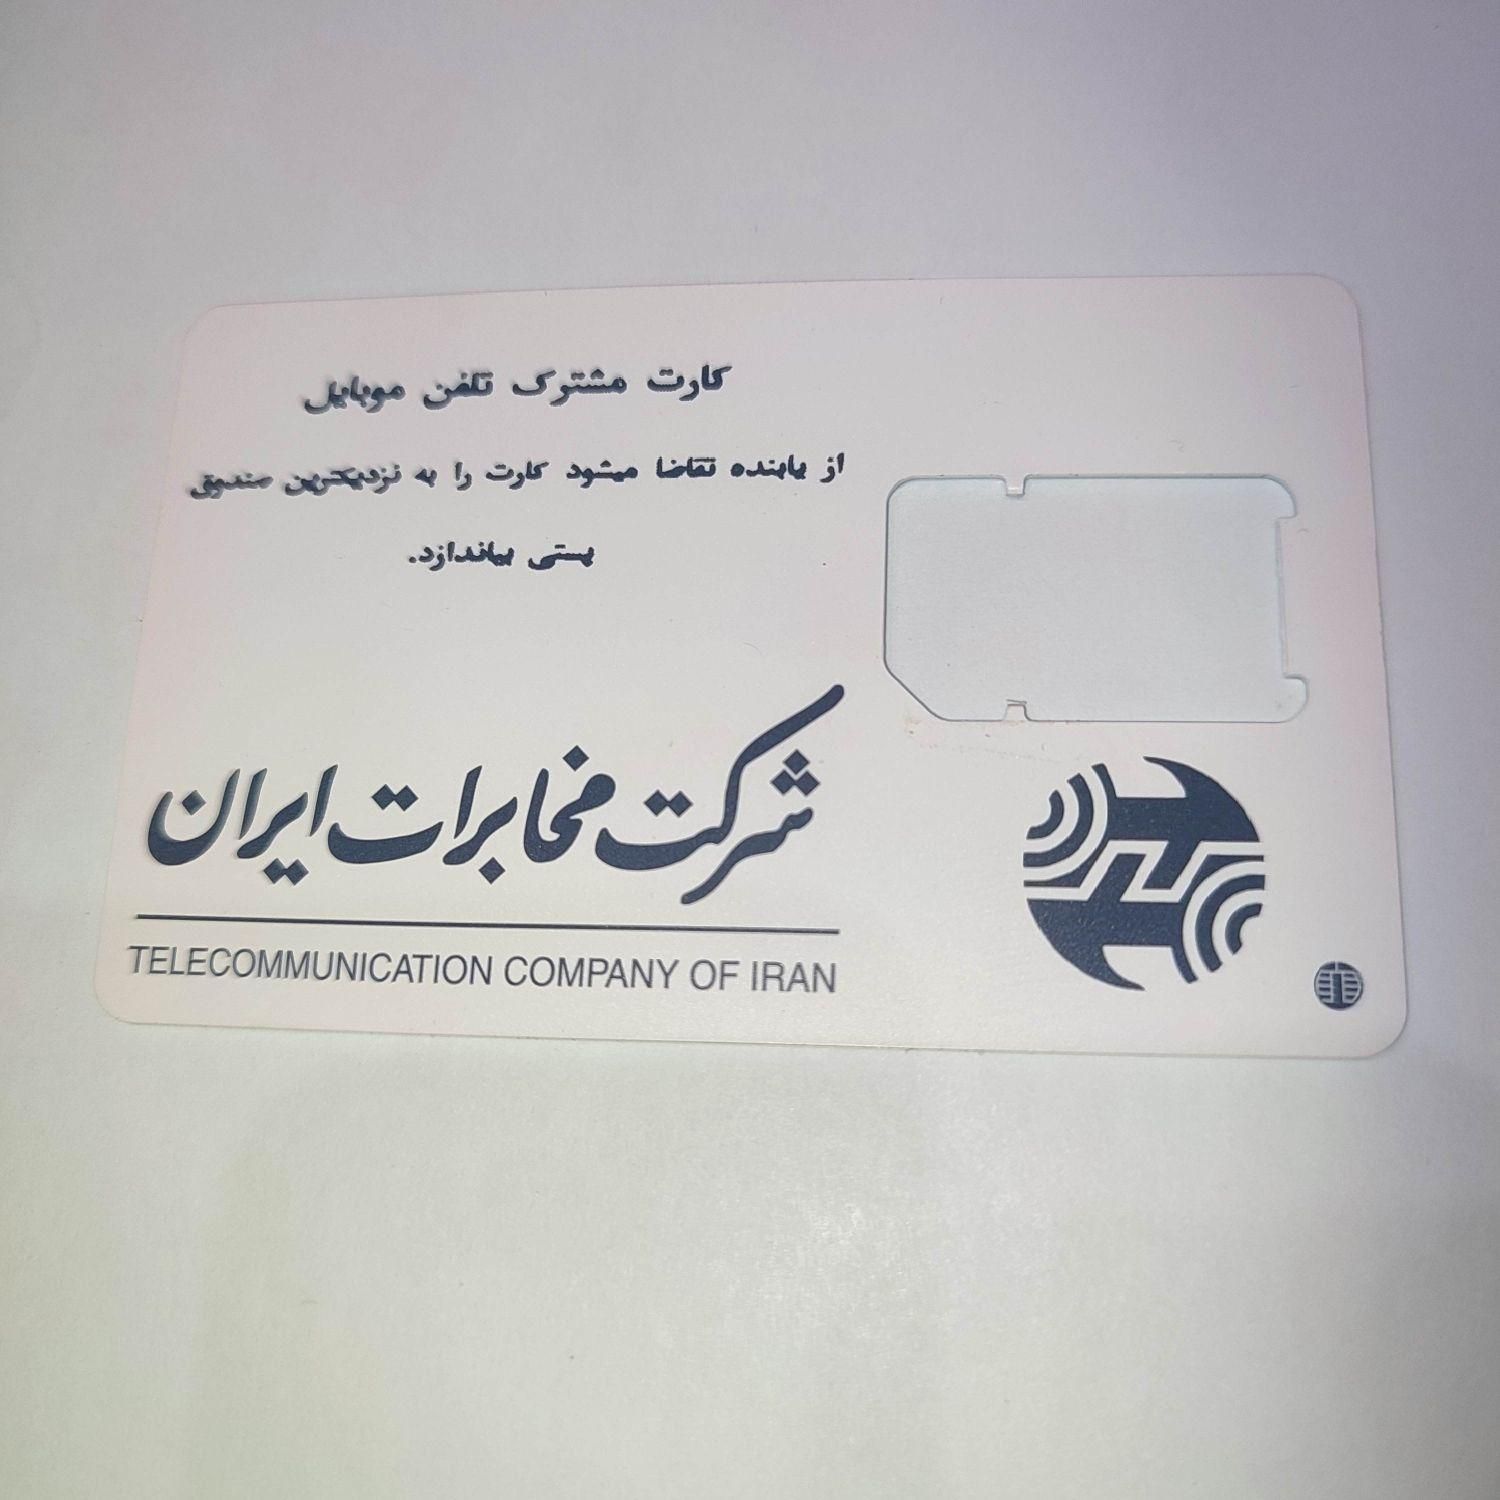 کارت مشترک تلفن موبایل
از یابنده تقاضا میشود کارت را به نزدیکترین صندوق
پستی بیاندازد.
شرکت مخابرات ایران
TELECOMMUNICATION COMPANY OF IRAN